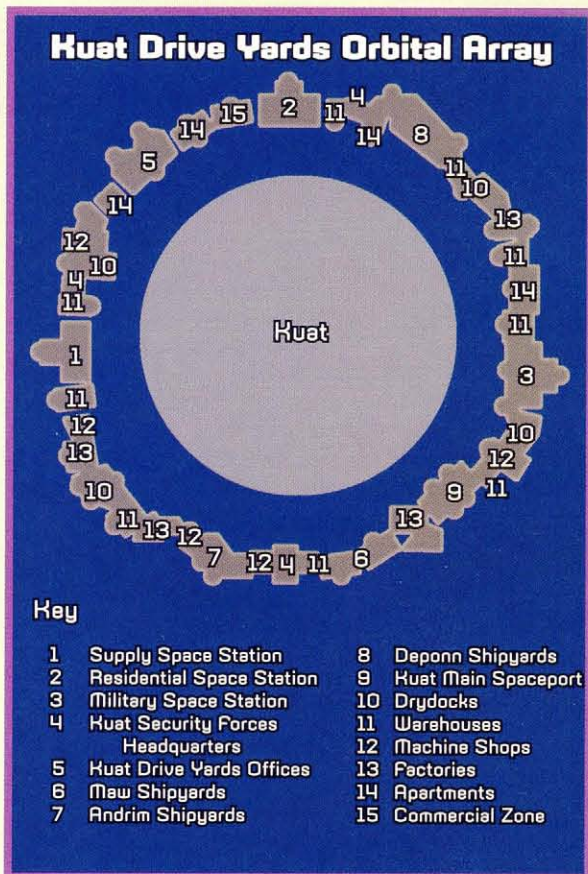 Kuat Drive Yards Orbital Array
2
11
4
14
8
11
10
13
11
14
11
3
10
12
11
9
13
6
11
4
12
7
12
13
11
10
13
12
11
1
11
4
10
12
14
5
14
15
Kuat
Key
1 Supply Space Station
2 Residential Space Station
3 Military Space Station
4 Kuat Security Forces
Headquarters
5 Kuat Drive Yards Offices
6 Maw Shipyards
7 Andrim Shipyards
8 Deponn Shipyards
9 Kuat Main Spaceport
10 Drydocks
11 Warehouses
12 Machine Shops
13 Factories
14 Apartments
15 Commercial Zone